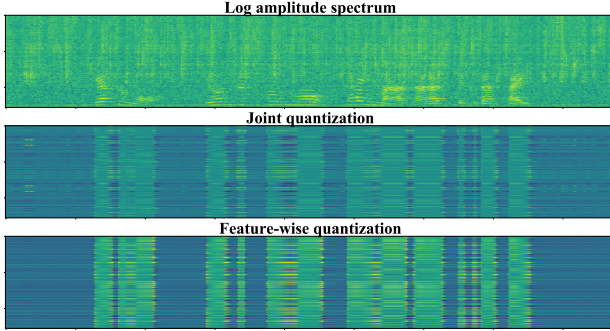 Log amplitude spectrum
Joint quantization
Feature-wise quantization